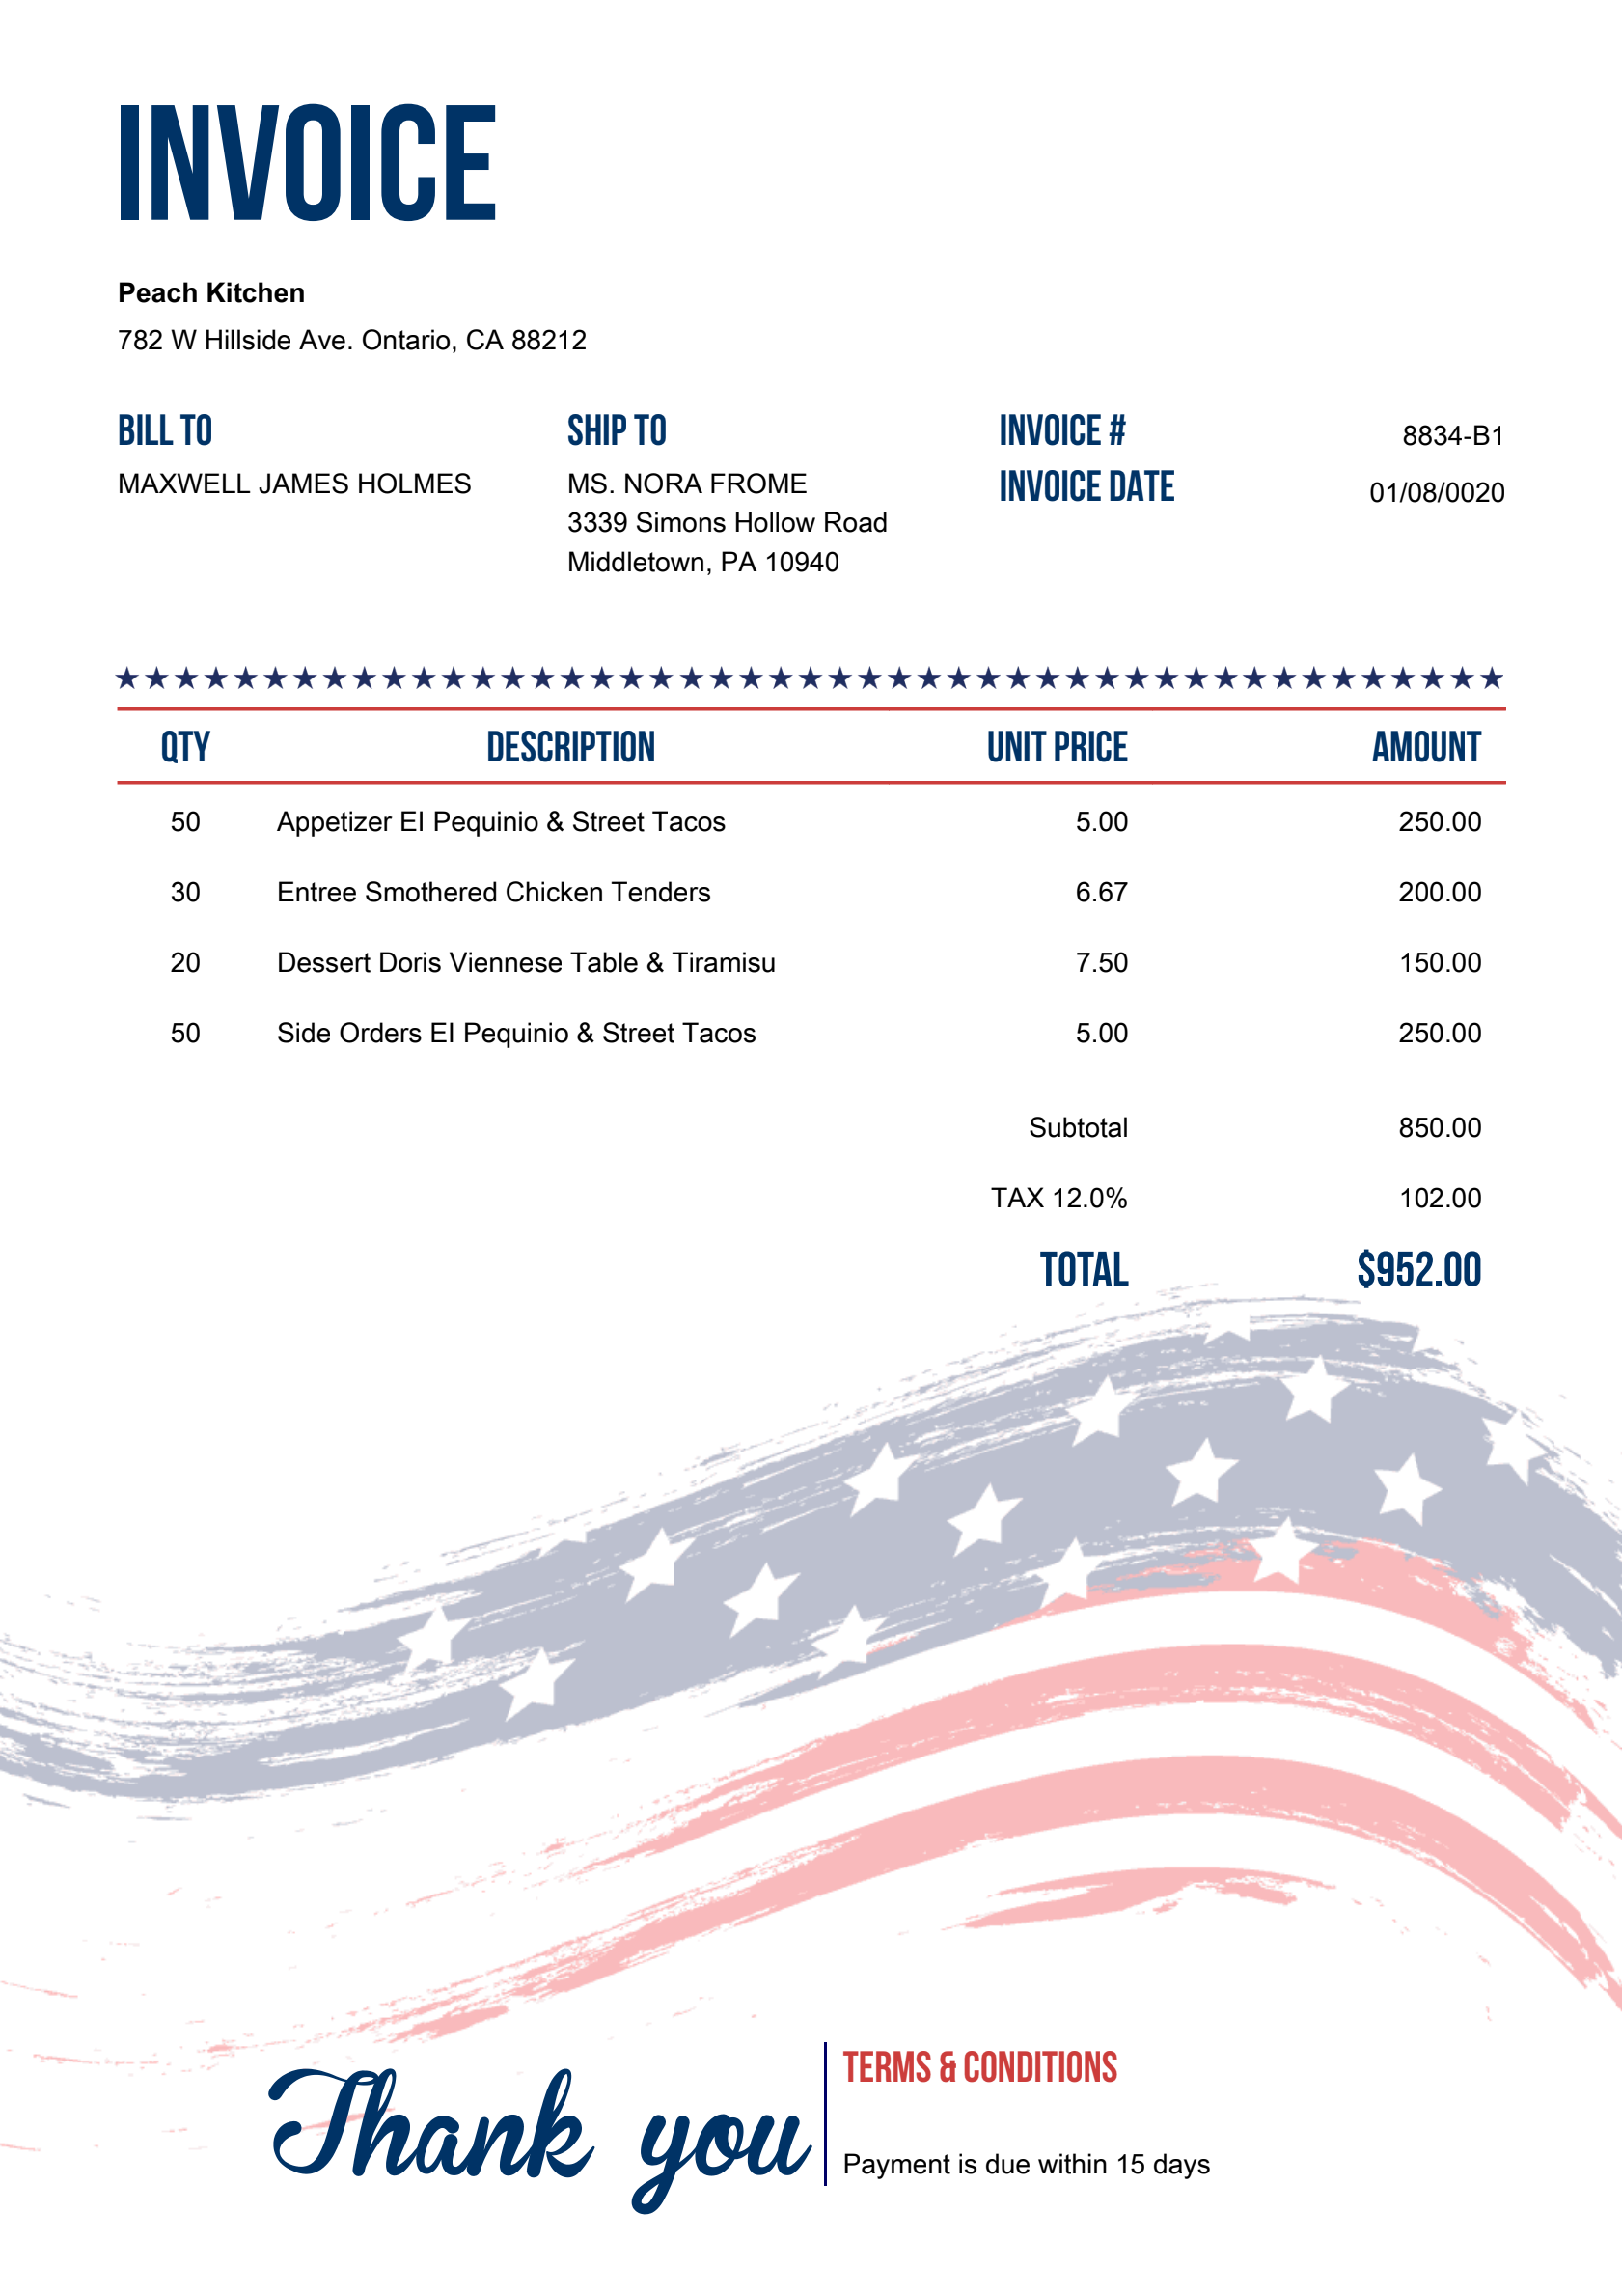 INVOICE
Peach Kitchen
782 W Hillside Ave. Ontario, CA 88212
BILL TO
MAXWELL JAMES HOLMES
SHIP TO
MS. NORA FROME
3339 Simons Hollow Road
Middletown, PA 10940
INVOICE # 8834-B1
INVOICE DATE 01/08/0020
QTY DESCRIPTION UNIT PRICE AMOUNT
50 Appetizer El Pequinio & Street Tacos 5.00 250.00
30 Entree Smothered Chicken Tenders 6.67 200.00
20 Dessert Doris Viennese Table & Tiramisu 7.50 150.00
50 Side Orders El Pequinio & Street Tacos 5.00 250.00
Subtotal 850.00
TAX 12.0% 102.00
TOTAL $952.00
Thank you
TERMS & CONDITIONS
Payment is due within 15 days